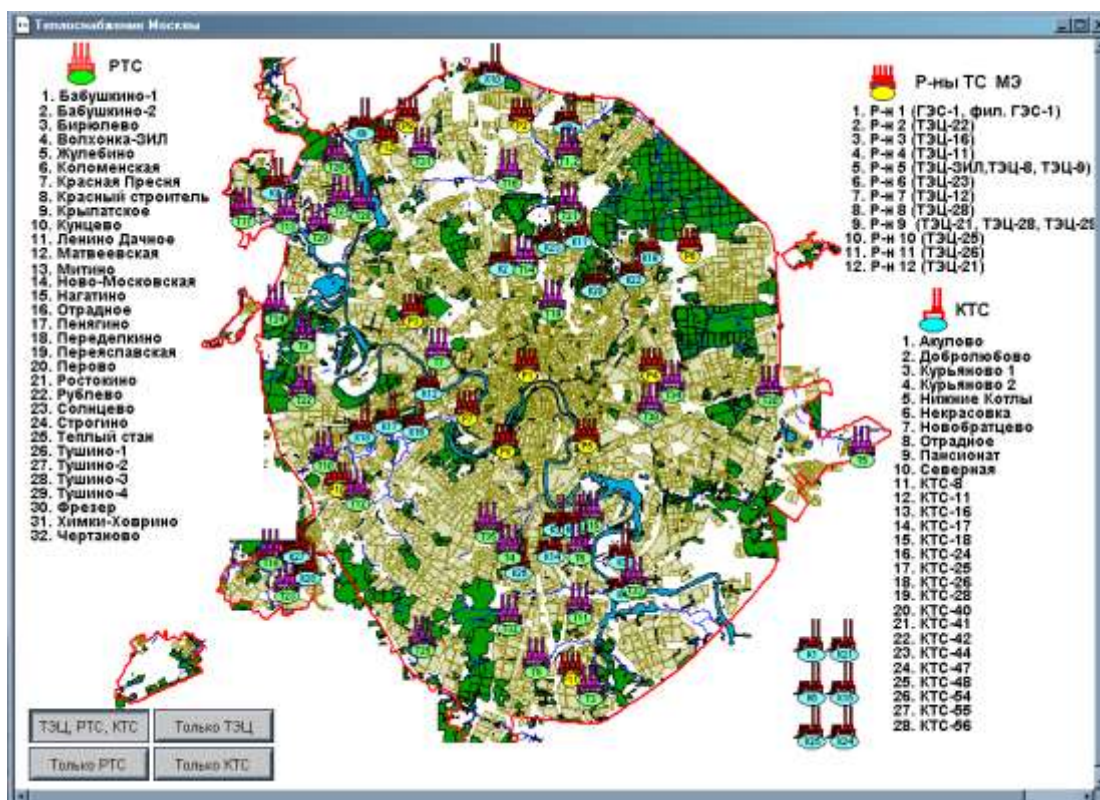 Теплоснабжение Москвы
РТС
1. Бабушкино-1
2. Бабушкино-2
3. Бирюлево
4. Волхонка-ЗИЛ
5. Жулебино
6. Коломенская
7. Красная Пресня
8. Красный строитель
9. Крылатское
10. Кунцево
11. Ленино Дачное
12. Матвеевская
13. Митино
14. Ново-Московская
15. Нагатино
16. Отрадное
17. Пенягино
18. Переделкино
19. Переяславская
20. Перово
21. Ростокино
22. Рублево
23. Солнцево
24. Строгино
25. Теплый стан
26. Тушино-1
27. Тушино-2
28. Тушино-3
29. Тушино-4
30. Фрезер
31. Химки-Ховрино
32. Чертаново
Р-ны ТС МЭ
1. Р-н 1 (ГЭС-1, фил. ГЭС-1)
2. Р-н 2 (ТЭЦ-22)
3. Р-н 3 (ТЭЦ-16)
4. Р-н 4 (ТЭЦ-11)
5. Р-н 5 (ТЭЦ-ЗИЛ,ТЭЦ-8, ТЭЦ-9)
6. Р-н 6 (ТЭЦ-23)
7. Р-н 7 (ТЭЦ-12)
8. Р-н 8 (ТЭЦ-28)
9. Р-н 9 (ТЭЦ-21, ТЭЦ-28, ТЭЦ-25
10. Р-н 10 (ТЭЦ-25)
11. Р-н 11 (ТЭЦ-26)
12. Р-н 12 (ТЭЦ-21)
КТС
1. Акулово
2. Добролюбово
3. Курьяново 1
4. Курьяново 2
5. Нижние Котлы
6. Некрасовка
7. Новобратцево
8. Отрадное
9. Пансионат
10. Северная
11. КТС-8
12. КТС-11
13. КТС-16
14. КТС-17
15. КТС-18
16. КТС-24
17. КТС-25
18. КТС-26
19. КТС-28
20. КТС-40
21. КТС-41
22. КТС-42
23. КТС-44
24. КТС-47
25. КТС-48
26. КТС-54
27. КТС-55
28. КТС-56
ТЭЦ, РТС, КТС
Только ТЭЦ
Только РТС
Только КТС